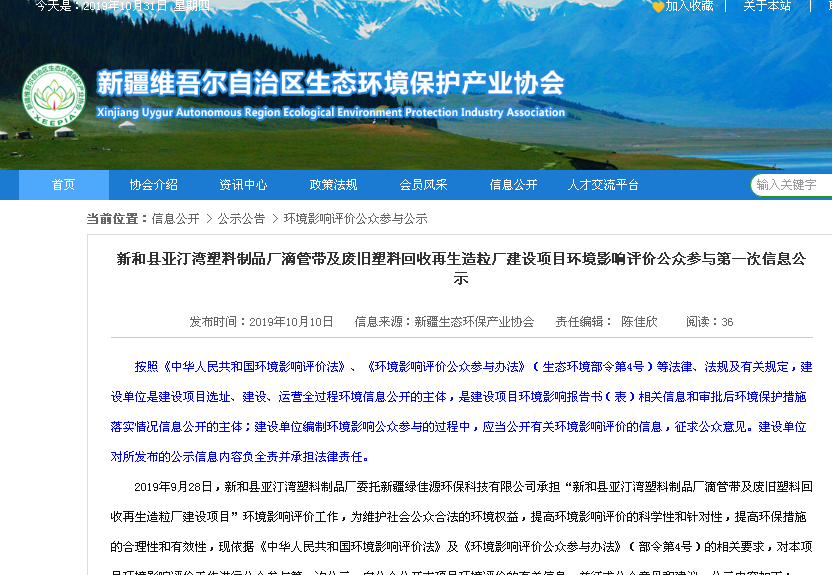 今天是：2019年10月31日 星期四
加入收藏 | 关于本站 |
新疆维吾尔自治区生态环境保护产业协会
Xinjiang Uygur Autonomous Region Ecological Environment Protection Industry Association
XEEPIA
首页 协会介绍 资讯中心 政策法规 会员风采 信息公开 人才交流平台 输入关键字
当前位置：信息公开 > 公示公告 > 环境影响评价公众参与公示
新和县亚汀湾塑料制品厂滴管带及废旧塑料回收再生造粒厂建设项目环境影响评价公众参与第一次信息公
示
发布时间：2019年10月10日 信息来源：新疆生态环保产业协会 责任编辑： 陈佳欣 阅读：36
按照《中华人民共和国环境影响评价法》、《环境影响评价公众参与办法》（生态环境部令第4号）等法律、法规及有关规定，建
设单位是建设项目选址、建设、运营全过程环境信息公开的主体，是建设项目环境影响报告书（表）相关信息和审批后环境保护措施
落实情况信息公开的主体；建设单位编制环境影响公众参与的过程中，应当公开有关环境影响评价的信息，征求公众意见。建设单位
对所发布的公示信息内容负全责并承担法律责任。
2019年9月28日，新和县亚汀湾塑料制品厂委托新疆绿佳源环保科技有限公司承担“新和县亚汀湾塑料制品厂滴管带及废旧塑料回
收再生造粒厂建设项目”环境影响评价工作，为维护社会公众合法的环境权益，提高环境影响评价的科学性和针对性，提高环保措施
的合理性和有效性，现依据《中华人民共和国环境影响评价法》及《环境影响评价公众参与办法》（部令第4号）的相关要求，对本项